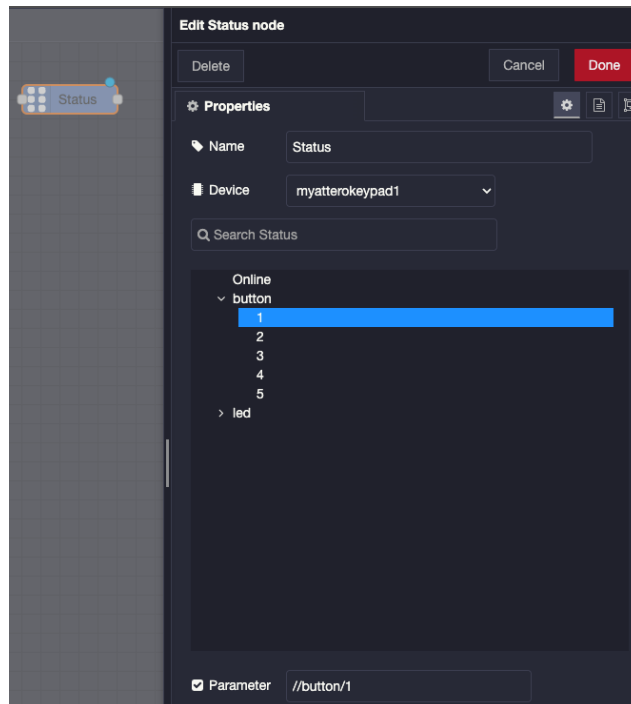 Edit Status node
Delete Cancel Done
Properties
Name Status
Status
Device myatterokeypad1
Search Status
Online
button
1
2
3
4
5
led
Parameter //button/1